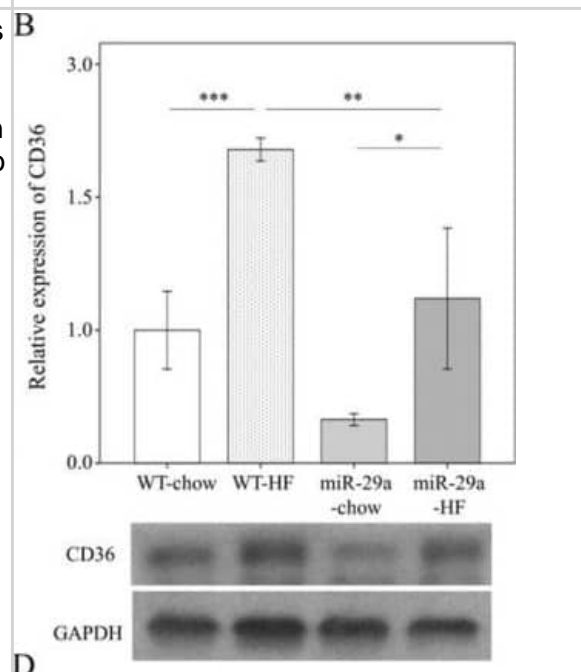 B
3.0
1.5
1.0
0.0
Relative expression of CD36
***
**
*
WT-chow WT-HF miR-29a
-chow miR-29a
-HF
CD36
GAPDH
D